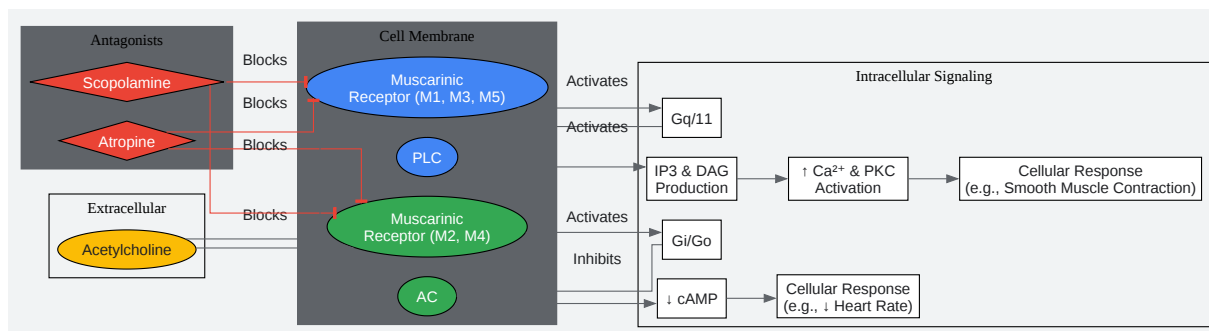 Antagonists
Scopolamine
Atropine
Extracellular
Acetylcholine
Blocks
Blocks
Blocks
Blocks
Cell Membrane
Muscarinic
Receptor (M1, M3, M5)
PLC
Muscarinic
Receptor (M2, M4)
AC
Activates
Activates
Activates
Inhibits
Intracellular Signaling
Gq/11
IP3 & DAG
Production
↑ Ca²⁺ & PKC
Activation
Cellular Response
(e.g., Smooth Muscle Contraction)
Gi/Go
↓ cAMP
Cellular Response
(e.g., ↓ Heart Rate)